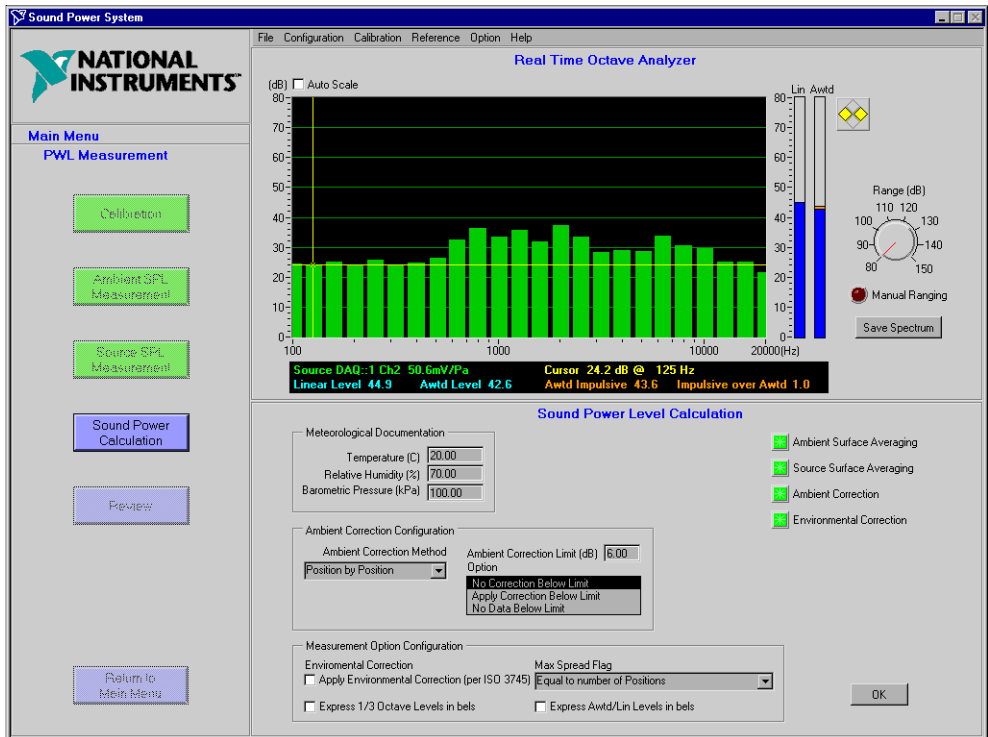 Sound Power System
NATIONAL
INSTRUMENTS™
Main Menu
PWL Measurement
Calibration
Ambient SPL
Measurement
Source SPL
Measurement
Sound Power
Calculation
Review
Return to
Main Menu
File Configuration Calibration Reference Option Help
Real Time Octave Analyzer
(dB) Auto Scale
80
70
60
50
40
30
20
10
0
100 1000 10000 20000(Hz)
Lin Awtd
80
70
60
50
40
30
20
10
0
Range (dB)
110 120
100 130
90 140
80 150
Manual Ranging
Save Spectrum
Source DAQ::1 Ch2 50.6mV/Pa Cursor 24.2 dB @ 125 Hz
Linear Level 44.9 Awtd Level 42.6 Awtd Impulsive 43.6 Impulsive over Awtd 1.0
Sound Power Level Calculation
Meteorological Documentation
Temperature (C) 20.00
Relative Humidity (%) 70.00
Barometric Pressure (kPa) 100.00
Ambient Surface Averaging
Source Surface Averaging
Ambient Correction
Environmental Correction
Ambient Correction Configuration
Ambient Correction Method
Position by Position
Ambient Correction Limit (dB) 6.00
Option
No Correction Below Limit
Apply Correction Below Limit
No Data Below Limit
Measurement Option Configuration
Enviromental Correction
Apply Environmental Correction (per ISO 3745)
Max Spread Flag
Equal to number of Positions
Express 1/3 Octave Levels in bels
Express Awtd/Lin Levels in bels
OK